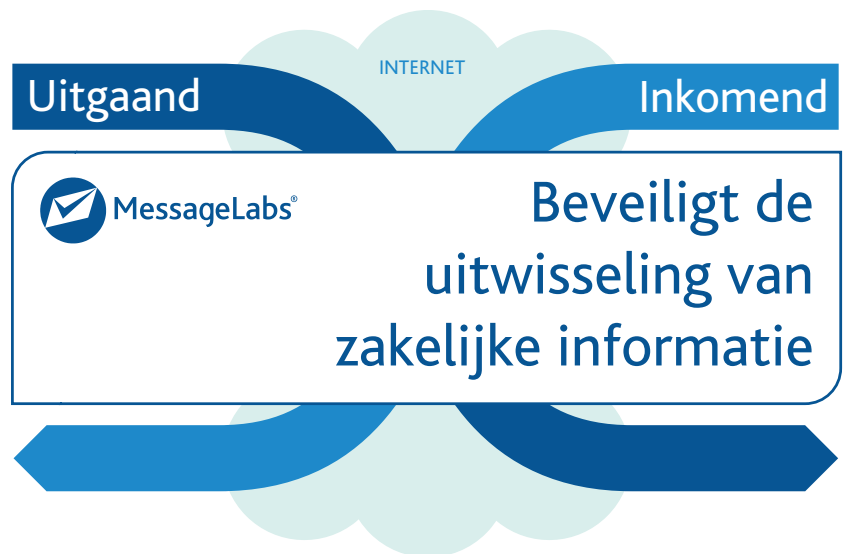 INTERNET
Uitgaand
Inkomend
MessageLabs®
Beveiligt de
uitwisseling van
zakelijke informatie